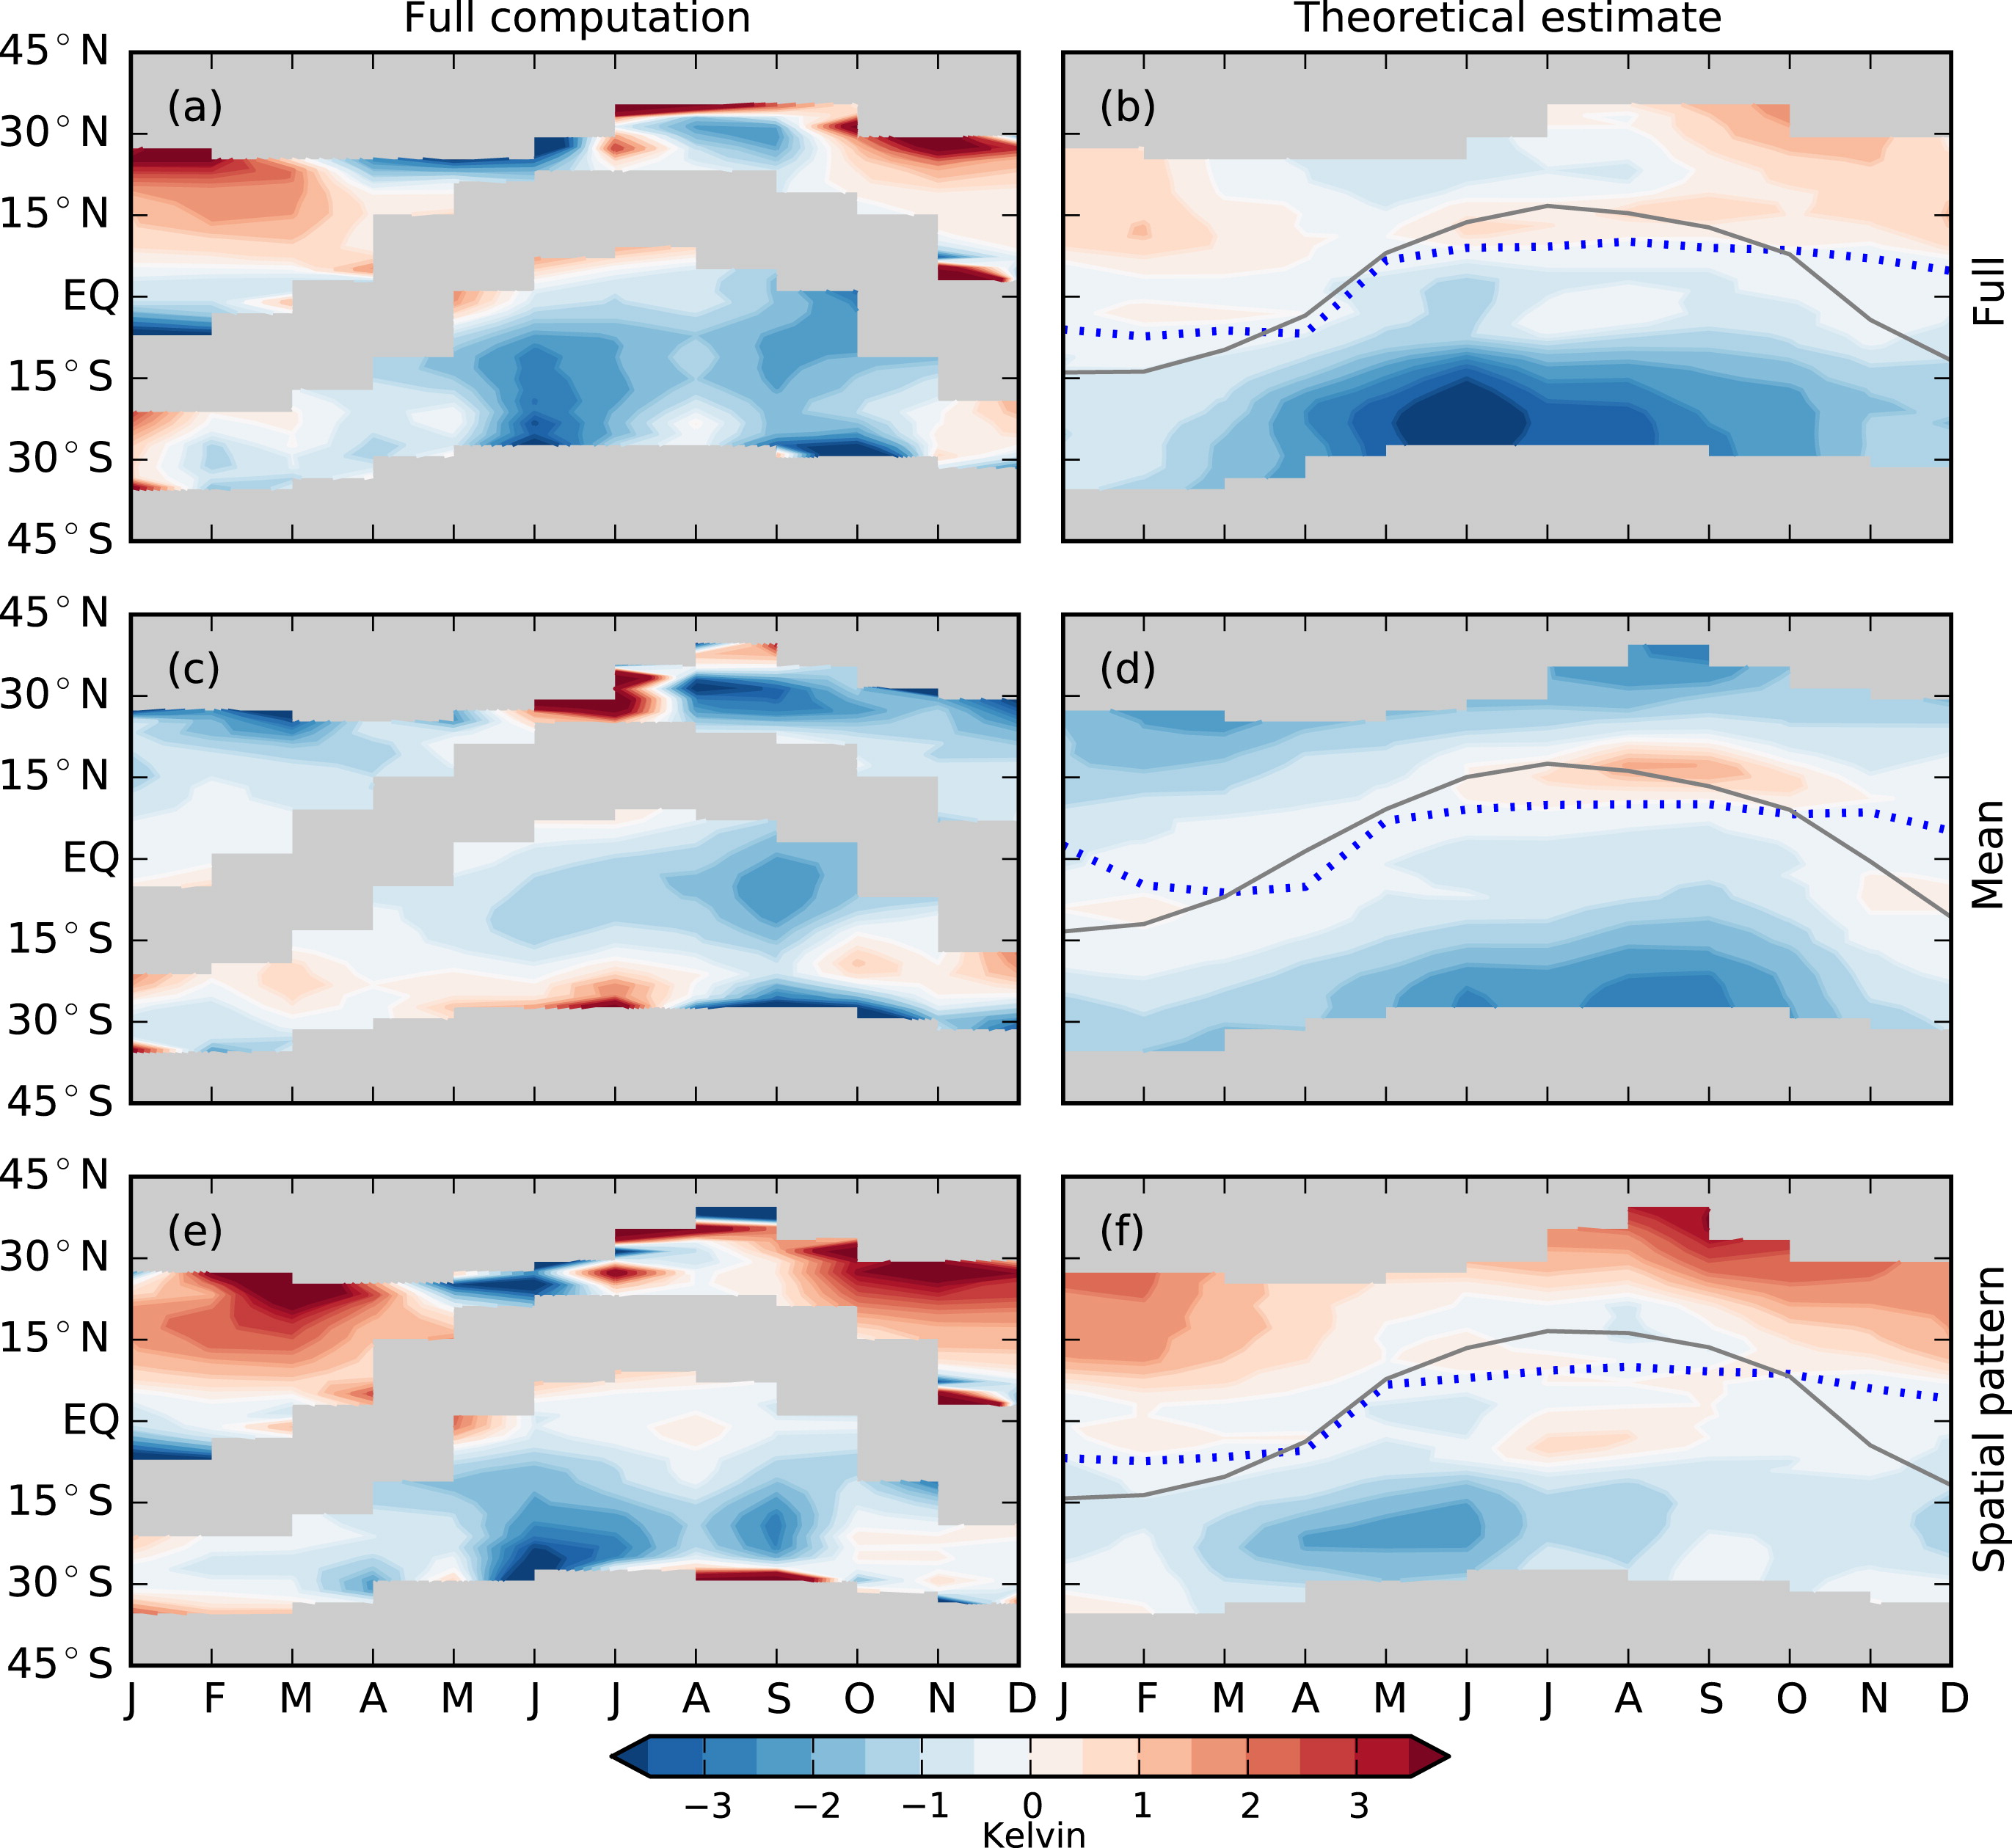 Full computation
Theoretical estimate
45°N
30°N
15°N
EQ
15°S
30°S
45°S
(a)
(b)
Full
45°N
30°N
15°N
EQ
15°S
30°S
45°S
(c)
(d)
Mean
45°N
30°N
15°N
EQ
15°S
30°S
45°S
(e)
(f)
Spatial pattern
J F M A M J J A S O N D
J F M A M J J A S O N D
−3 −2 −1 0 1 2 3
Kelvin